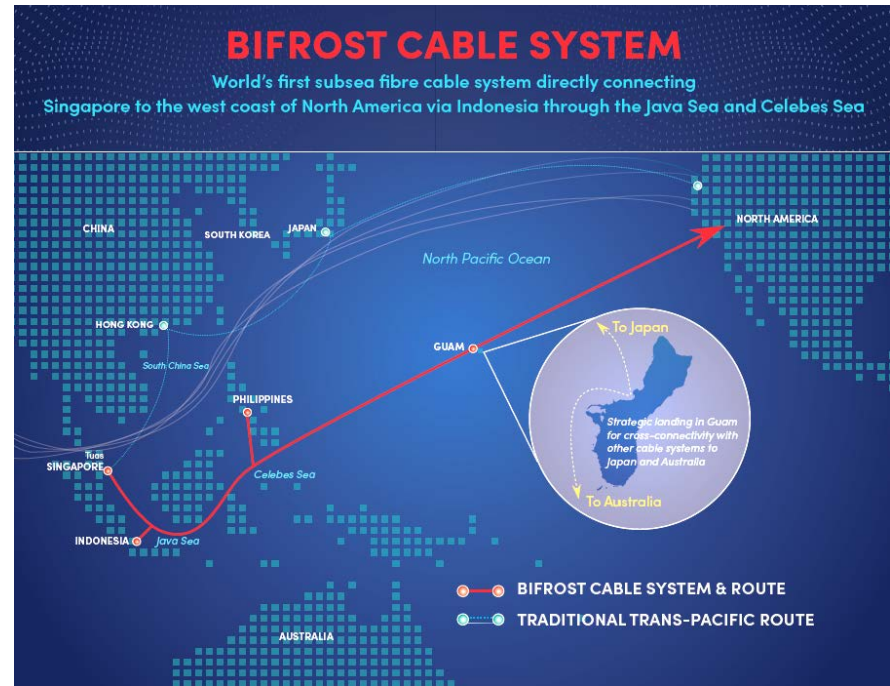 BIFROST CABLE SYSTEM
World's first subsea fibre cable system directly connecting
Singapore to the west coast of North America via Indonesia through the Java Sea and Celebes Sea
CHINA
SOUTH KOREA
JAPAN
NORTH AMERICA
North Pacific Ocean
HONG KONG
South China Sea
GUAM
To Japan
PHILIPPINES
Strategic landing in Guam
for cross-connectivity with
other cable systems to
Japan and Australia
Tuas
SINGAPORE
Celebes Sea
To Australia
INDONESIA
Java Sea
BIFROST CABLE SYSTEM & ROUTE
TRADITIONAL TRANS-PACIFIC ROUTE
AUSTRALIA